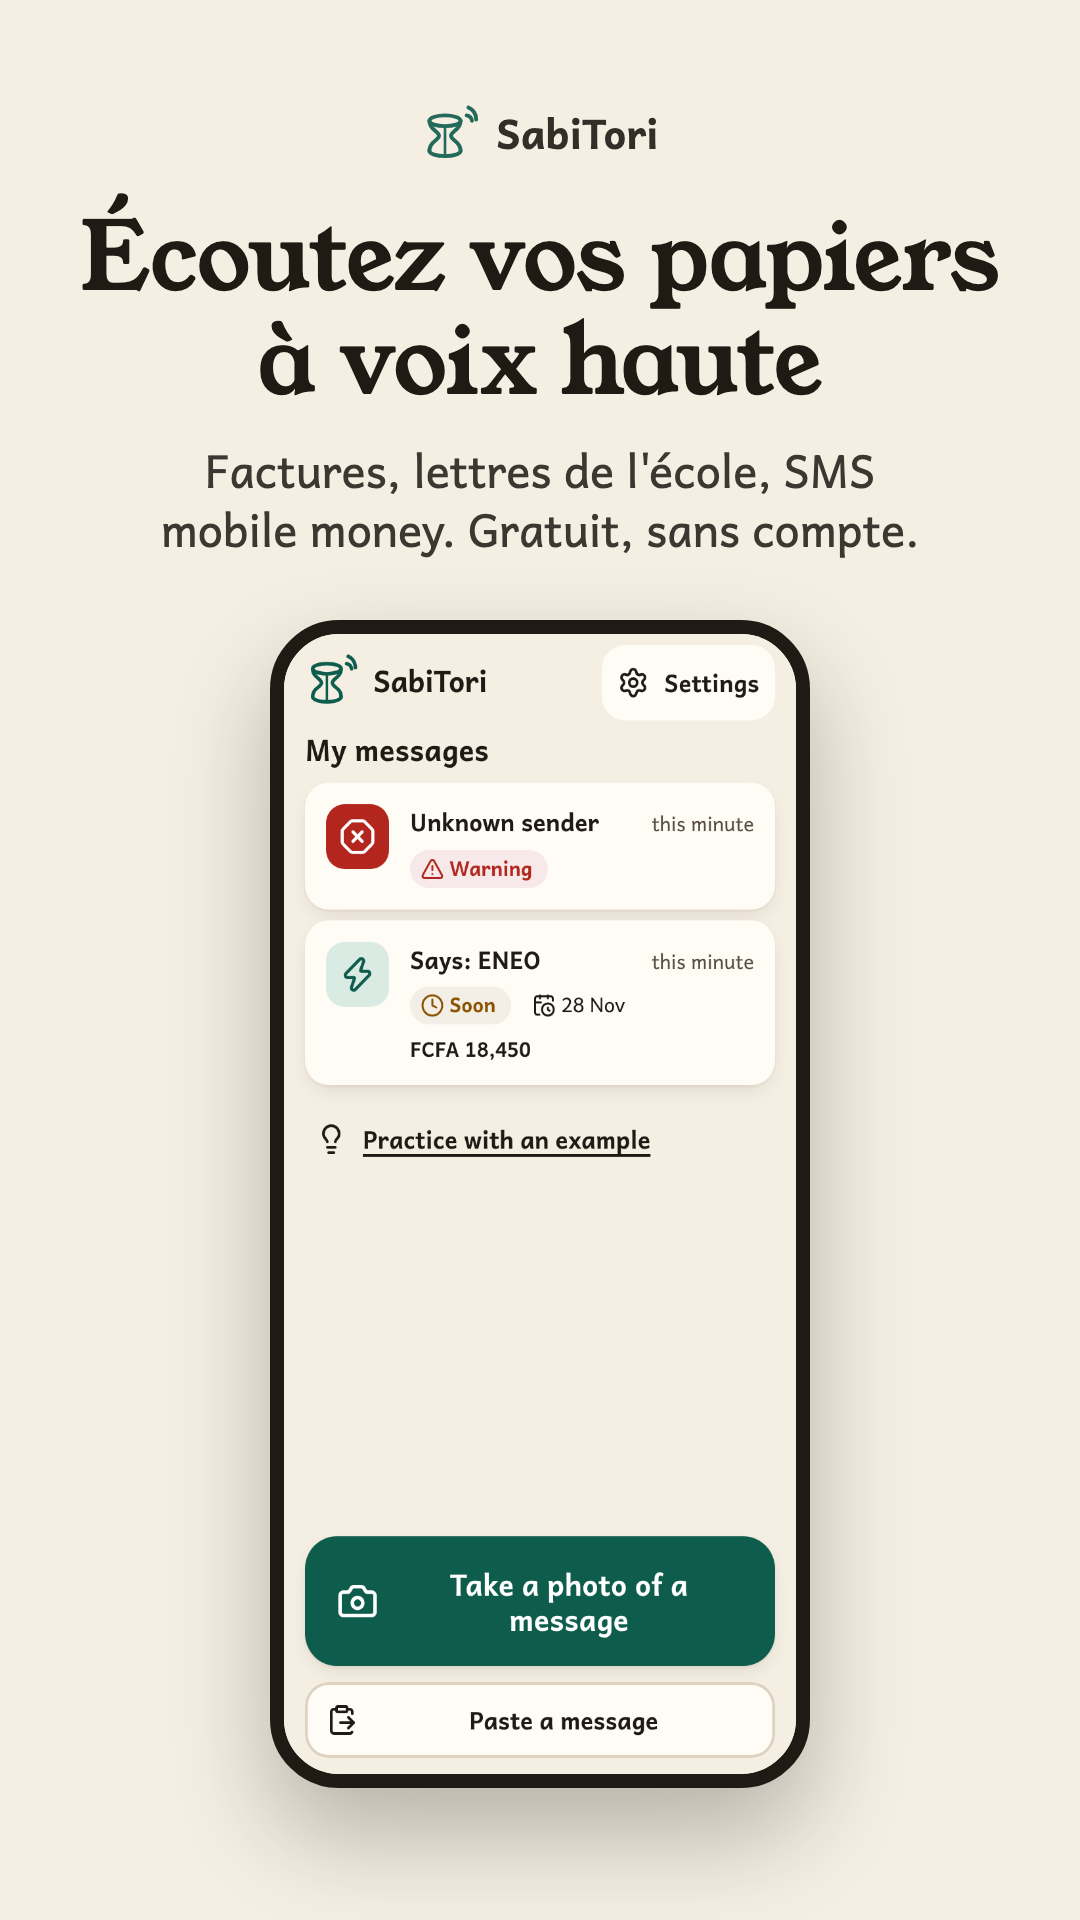 SabiTori
Écoutez vos papiers
à voix haute
Factures, lettres de l'école, SMS
mobile money. Gratuit, sans compte.
SabiTori
Settings
My messages
Unknown sender
this minute
Warning
Says: ENEO
this minute
Soon
28 Nov
FCFA 18,450
Practice with an example
Take a photo of a
message
Paste a message